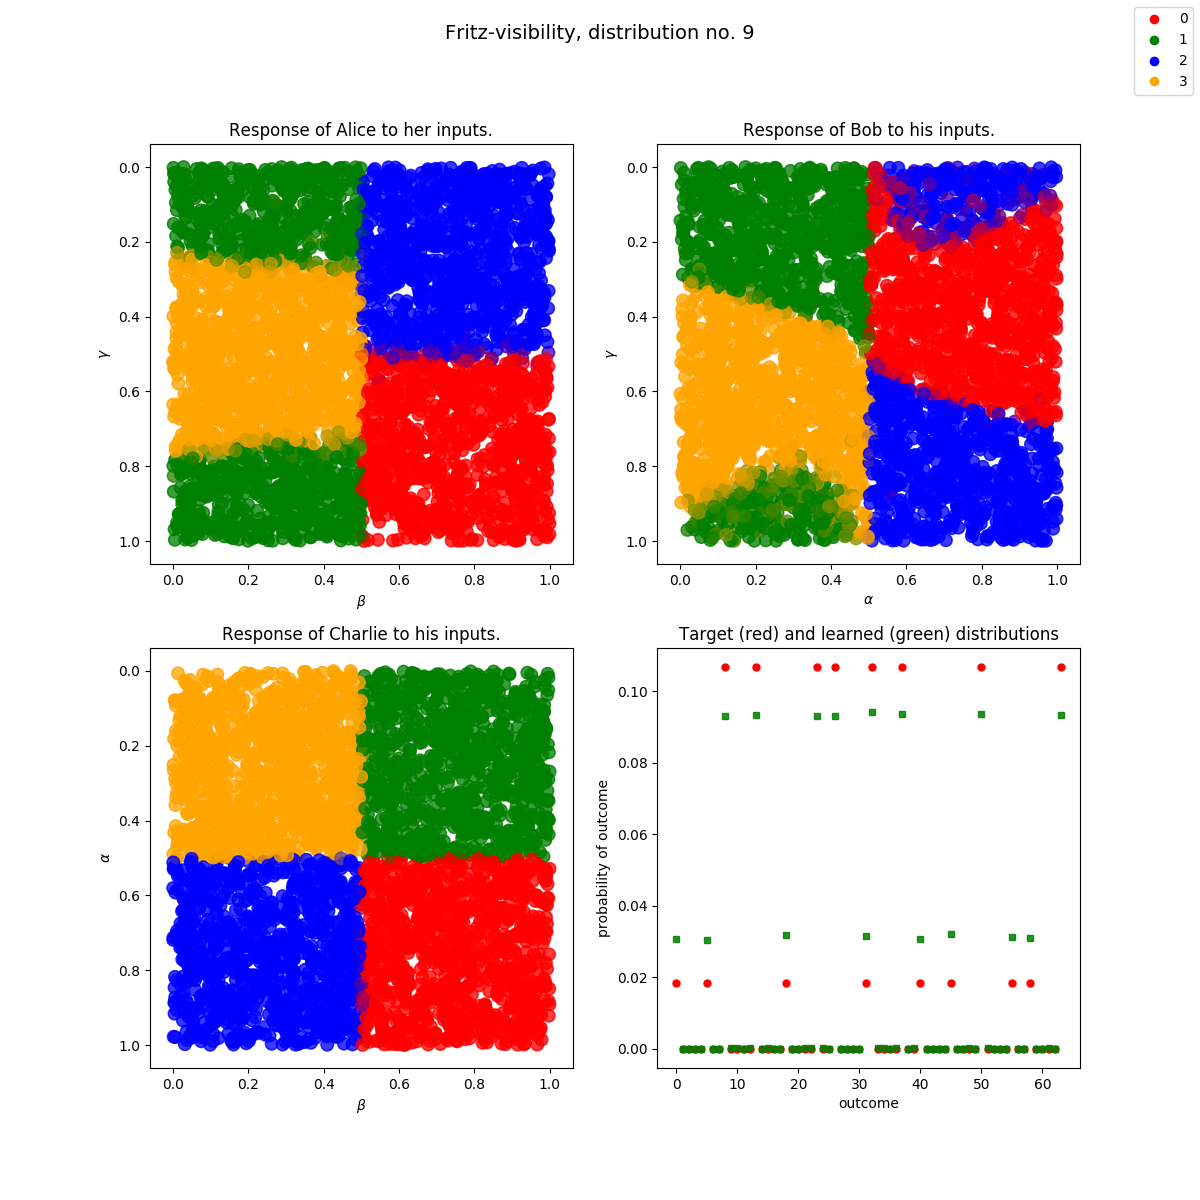 Fritz-visibility, distribution no. 9
0
1
2
3
Response of Alice to her inputs.
γ
0.0
0.2
0.4
0.6
0.8
1.0
0.0 0.2 0.4 0.6 0.8 1.0
β
Response of Bob to his inputs.
γ
0.0
0.2
0.4
0.6
0.8
1.0
0.0 0.2 0.4 0.6 0.8 1.0
α
Response of Charlie to his inputs.
α
0.0
0.2
0.4
0.6
0.8
1.0
0.0 0.2 0.4 0.6 0.8 1.0
β
Target (red) and learned (green) distributions
probability of outcome
0.10
0.08
0.06
0.04
0.02
0.00
0 10 20 30 40 50 60
outcome